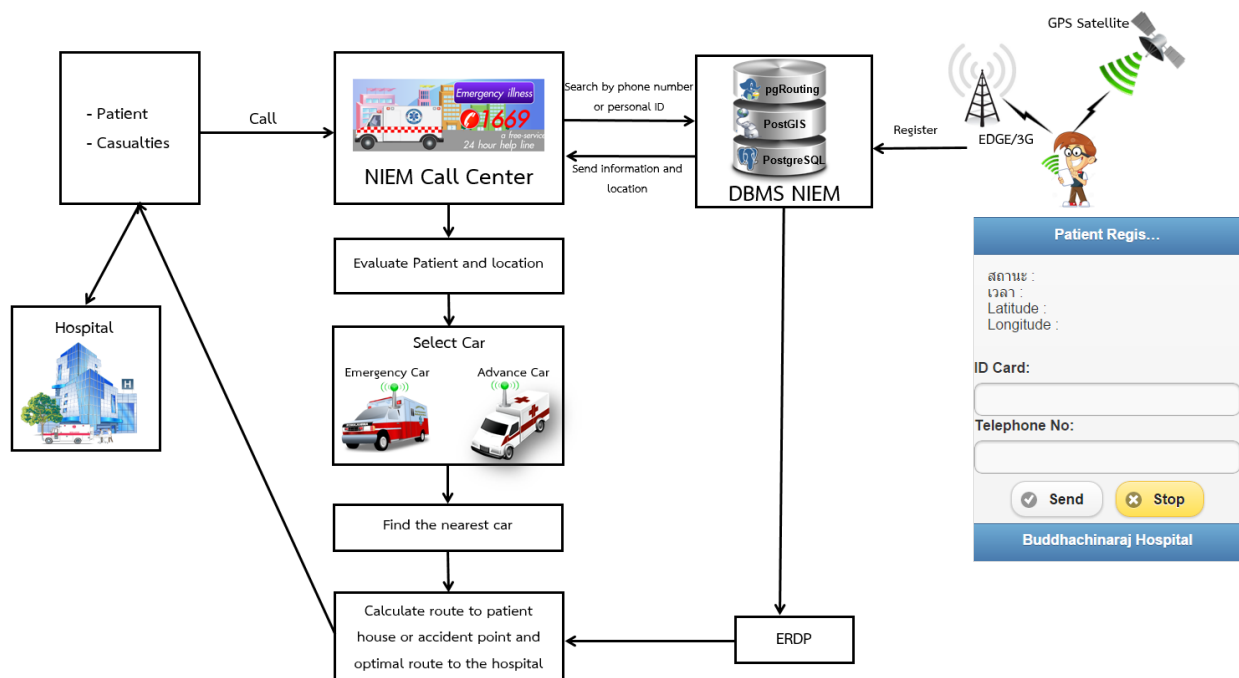 GPS Satellite
- Patient
- Casualties
Call
Emergency illness
1669
a free-service
24 hour help line
NIEM Call Center
Search by phone number
or personal ID
Send information and
location
pgRouting
PostGIS
PostgreSQL
DBMS NIEM
Register
EDGE/3G
Evaluate Patient and location
Hospital
H
Select Car
Emergency Car
Advance Car
Find the nearest car
Calculate route to patient
house or accident point and
optimal route to the hospital
ERDP
Patient Regis...
สถานะ :
เวลา :
Latitude :
Longitude :
ID Card:
Telephone No:
Send
Stop
Buddhachinaraj Hospital